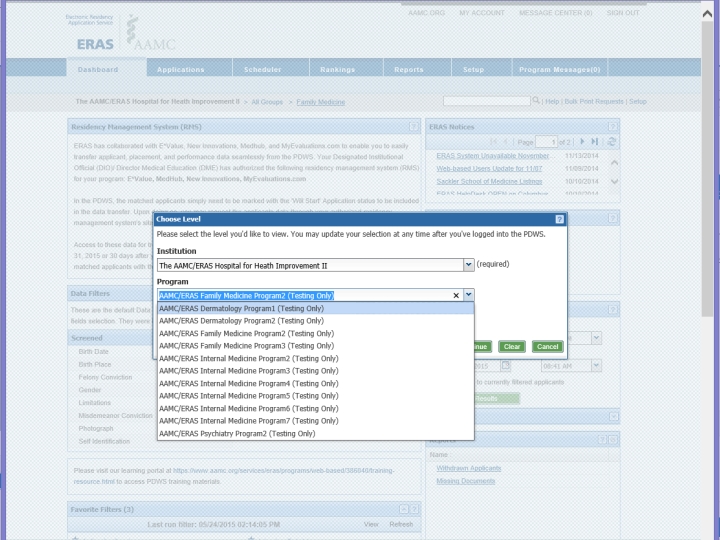 AAMC.ORG MY ACCOUNT MESSAGE CENTER (0) SIGN OUT
Electronic Residency
Application Service
ERAS AAMC
Dashboard Applications Scheduler Rankings Reports Setup Program Messages(0)
The AAMC/ERAS Hospital for Heath Improvement II > All Groups > Family Medicine
| Help | Bulk Print Requests | Setup
Residency Management System (RMS)
ERAS has collaborated with E*Value, New Innovations, Medhub, and MyEvaluations.com to enable you to easily
transfer applicant, placement, and performance data seamlessly from the PDWS. Your Designated Institutional
Official (DIO)/ Director Medical Education (DME) has authorized the following residency management system (RMS)
for your program: E*Value, MedHub, New Innovations, MyEvaluations.com
In the PDWS, the matched applicants simply need to be marked with the 'Will Start' Application status to be included
in the data transfer. Upon
management system's sit
Access to these data for th
31, 2015 or 30 days after
matched applicants with th
ERAS Notices
Page 1 of 2
ERAS System Unavailable November .. 11/13/2014
Web-based Users Update for 11/07 11/09/2014
Sackler School of Medicine Listings 10/10/2014
ERAS HelpDesk OPEN on Columbus 10/10/2014
Choose Level
Please select the level you'd like to view. You may update your selection at any time after you've logged into the PDWS.
Institution
The AAMC/ERAS Hospital for Heath Improvement II (required)
Program
AAMC/ERAS Family Medicine Program2 (Testing Only)
AAMC/ERAS Dermatology Program1 (Testing Only)
AAMC/ERAS Dermatology Program2 (Testing Only)
AAMC/ERAS Family Medicine Program2 (Testing Only)
AAMC/ERAS Family Medicine Program3 (Testing Only)
AAMC/ERAS Internal Medicine Program2 (Testing Only)
AAMC/ERAS Internal Medicine Program3 (Testing Only)
AAMC/ERAS Internal Medicine Program4 (Testing Only)
AAMC/ERAS Internal Medicine Program5 (Testing Only)
AAMC/ERAS Internal Medicine Program6 (Testing Only)
AAMC/ERAS Internal Medicine Program7 (Testing Only)
AAMC/ERAS Psychiatry Program2 (Testing Only)
nue Clear Cancel
Data Filters
These are the default Data
fields selection. They were
Screened
Birth Date
Birth Place
Felony Conviction
Gender
Limitations
Misdemeanor Conviction
Photograph
Self Identification
2015 06:41 AM
to currently filtered applicants
Results
Reports
Name
Withdrawn Applicants
Missing Documents
Please visit our learning portal at https://www.aamc.org/services/eras/programs/web-based/386840/training-
resource.html to access PDWS training materials
Favorite Filters (3)
Last run filter: 05/24/2015 02:14:05 PM View Refresh